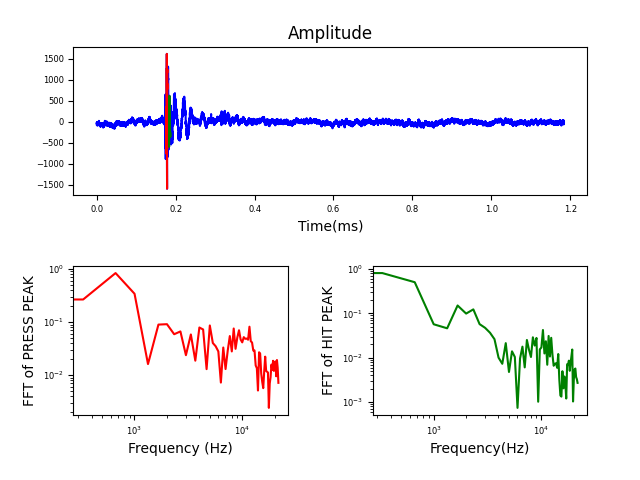 Amplitude
1500
1000
500
0
−500
−1000
−1500
0.0 0.2 0.4 0.6 0.8 1.0 1.2
Time(ms)
FFT of PRESS PEAK
10⁰
10⁻¹
10⁻²
10³ 10⁴
Frequency (Hz)
FFT of HIT PEAK
10⁰
10⁻¹
10⁻²
10⁻³
10³ 10⁴
Frequency(Hz)